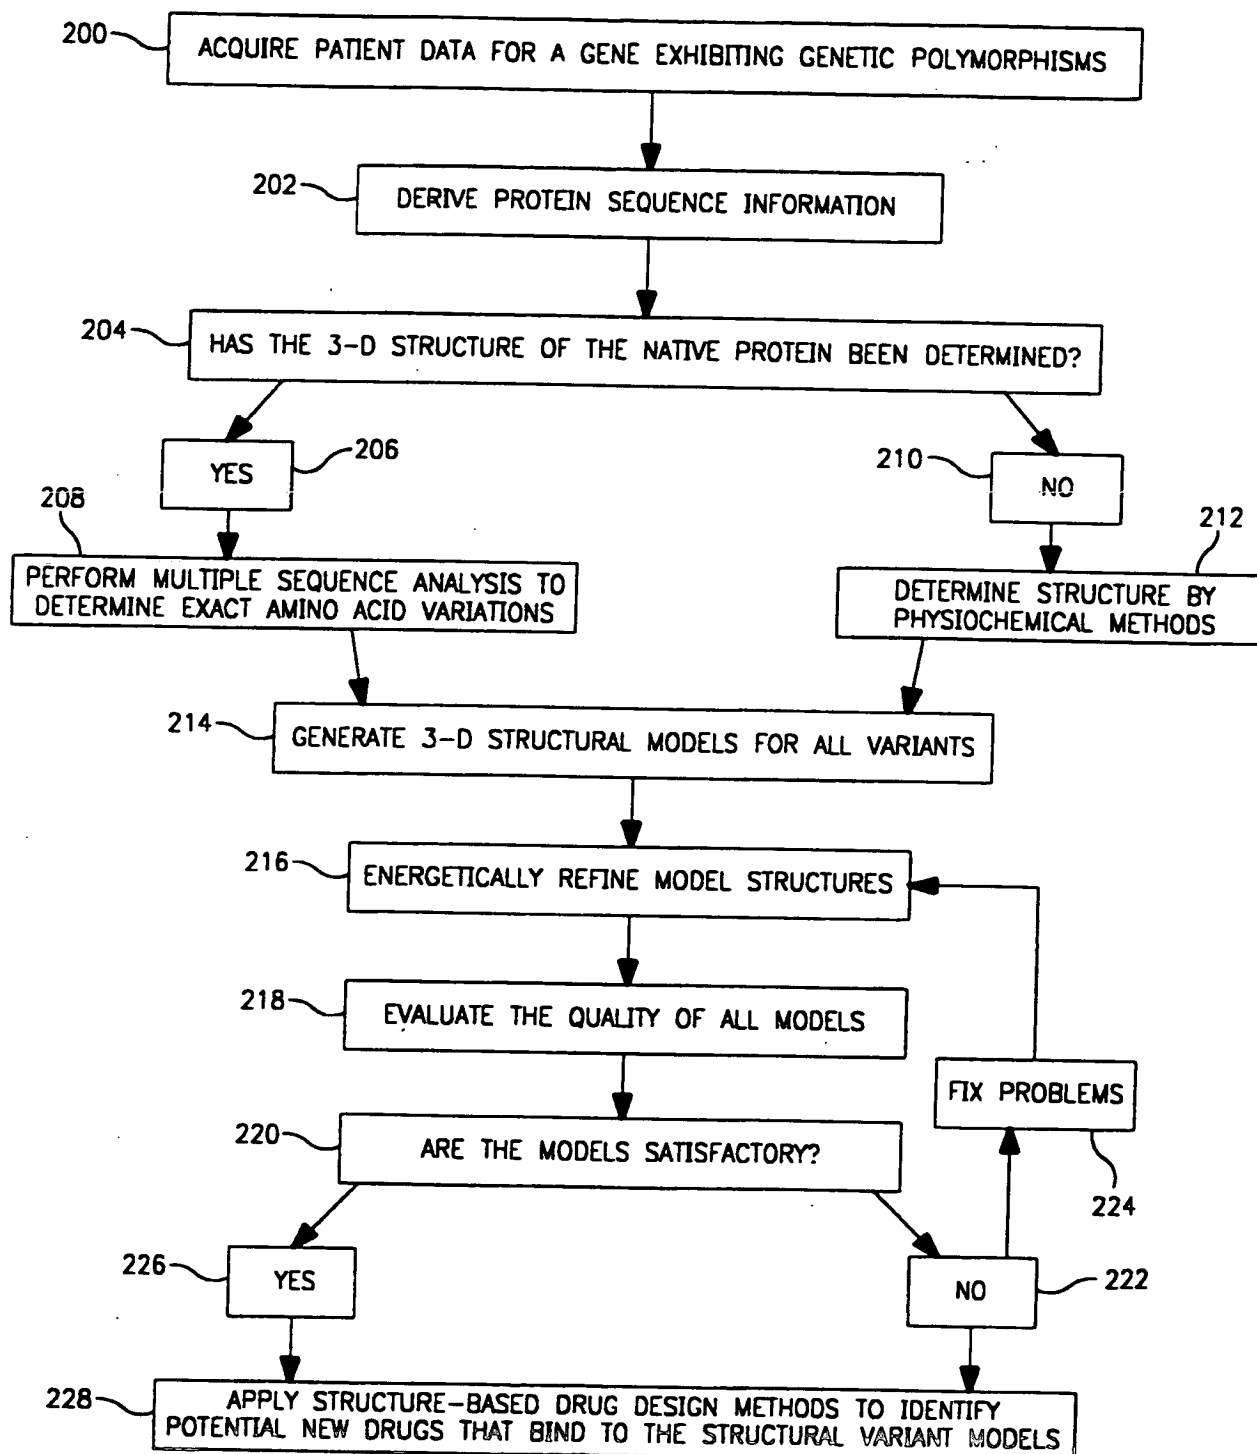 200
ACQUIRE PATIENT DATA FOR A GENE EXHIBITING GENETIC POLYMORPHISMS
202
DERIVE PROTEIN SEQUENCE INFORMATION
204
HAS THE 3-D STRUCTURE OF THE NATIVE PROTEIN BEEN DETERMINED?
YES
206
210
NO
208
PERFORM MULTIPLE SEQUENCE ANALYSIS TO
DETERMINE EXACT AMINO ACID VARIATIONS
212
DETERMINE STRUCTURE BY
PHYSIOCHEMICAL METHODS
214
GENERATE 3-D STRUCTURAL MODELS FOR ALL VARIANTS
216
ENERGETICALLY REFINE MODEL STRUCTURES
218
EVALUATE THE QUALITY OF ALL MODELS
FIX PROBLEMS
224
220
ARE THE MODELS SATISFACTORY?
226
YES
NO
222
228
APPLY STRUCTURE-BASED DRUG DESIGN METHODS TO IDENTIFY
POTENTIAL NEW DRUGS THAT BIND TO THE STRUCTURAL VARIANT MODELS